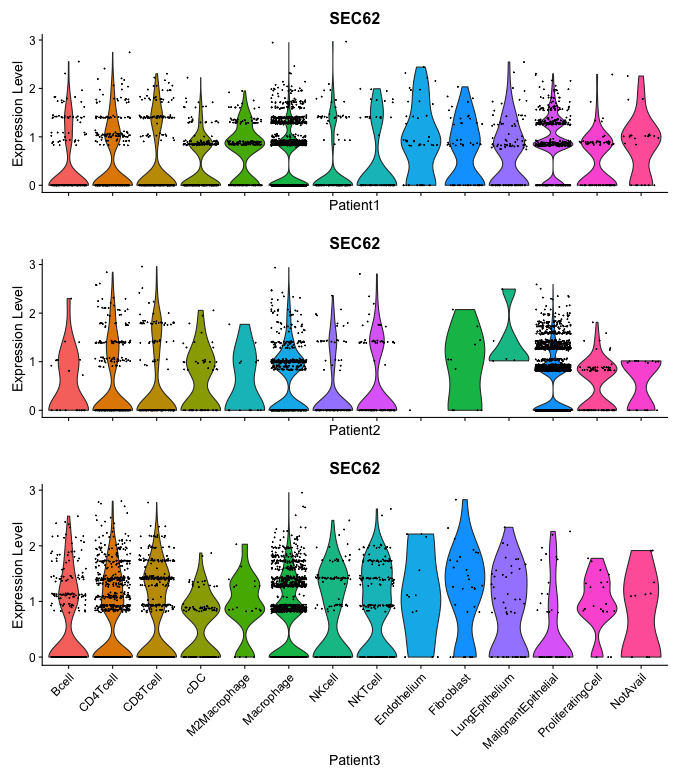 SEC62
3
2
1
0
Expression Level
Patient1
SEC62
3
2
1
0
Expression Level
Patient2
SEC62
3
2
1
0
Expression Level
Bcell
CD4Tcell
CD8Tcell
cDC
M2Macrophage
Macrophage
NKcell
NKTcell
Endothelium
Fibroblast
LungEpithelium
MalignantEpithelial
ProliferatingCell
NotAvail
Patient3